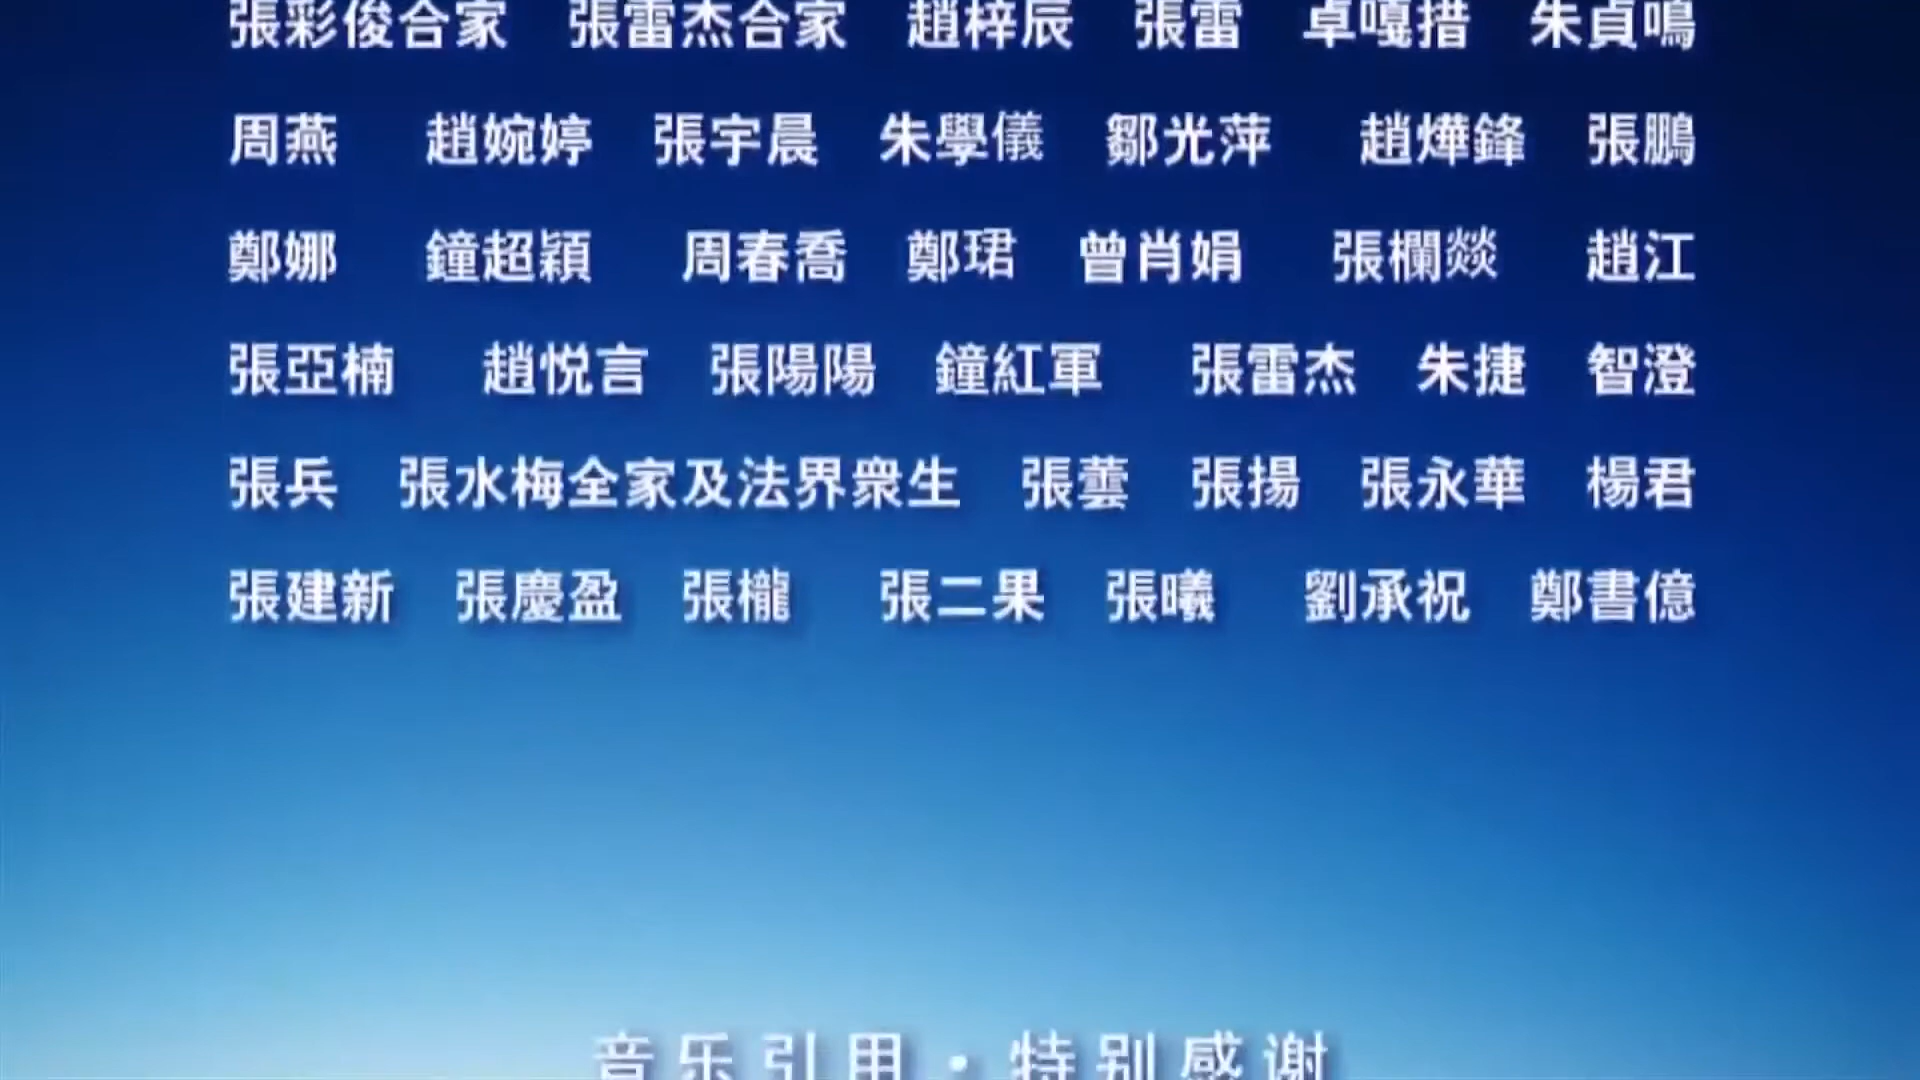 張彩俊合家 張雷杰合家 趙梓辰 張雷 卓嘎措 朱貞鳴
周燕 趙婉婷 張宇晨 朱學儀 鄒光萍 趙燁鋒 張鵬
鄭娜 鐘超穎 周春喬 鄭珺 曾肖娟 張欄燚 趙江
張亞楠 趙悦言 張陽陽 鐘紅軍 張雷杰 朱捷 智澄
張兵 張水梅全家及法界衆生 張蕓 張揚 張永華 楊君
張建新 張慶盈 張櫳 張二果 張曦 劉承祝 鄭書億
音乐引用·特别感谢